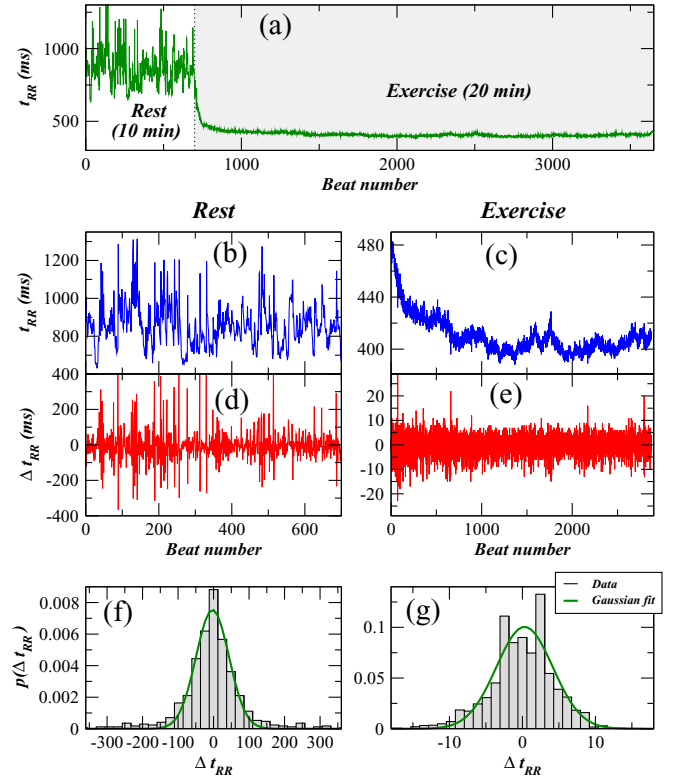 (a)
t_RR (ms)
1000
500
Rest
(10 min)
Exercise (20 min)
0 1000 2000 3000
Beat number
Rest Exercise
(b)
t_RR (ms)
1200
1000
800
(c)
480
440
400
(d)
Δ t_RR (ms)
400
200
0
-200
-400
0 200 400 600
Beat number
(e)
20
10
0
-10
-20
0 1000 2000
Beat number
(f)
p(Δ t_RR)
0.008
0.006
0.004
0.002
0
-300 -200 -100 0 100 200 300
Δ t_RR
(g)
Data
Gaussian fit
0.1
0.05
0
-10 0 10
Δ t_RR